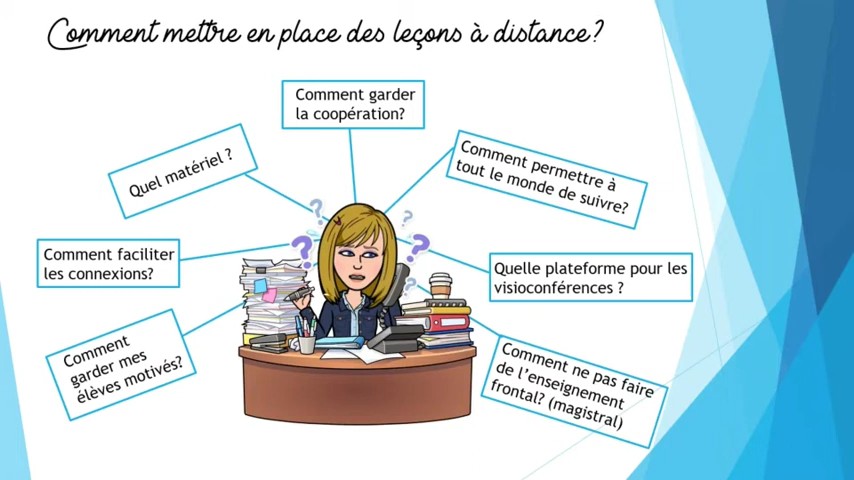 Comment mettre en place des leçons à distance?
Comment garder
la coopération?
Quel matériel ?
Comment permettre à
tout le monde de suivre?
Comment faciliter
les connexions?
Quelle plateforme pour les
visioconférences ?
Comment
garder mes
élèves motivés?
Comment ne pas faire
de l’enseignement
frontal? (magistral)